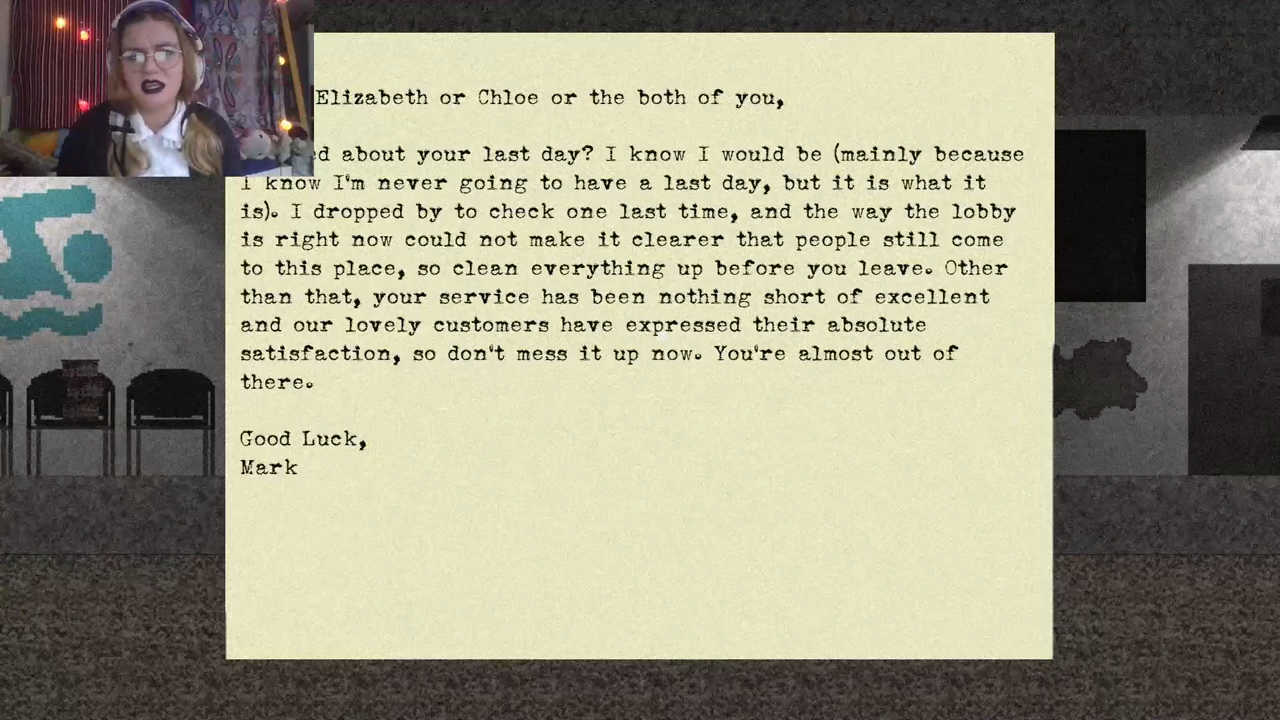 Elizabeth or Chloe or the both of you,
about your last day? I know I would be (mainly because
I know I'm never going to have a last day, but it is what it
is). I dropped by to check one last time, and the way the lobby
is right now could not make it clearer that people still come
to this place, so clean everything up before you leave. Other
than that, your service has been nothing short of excellent
and our lovely customers have expressed their absolute
satisfaction, so don't mess it up now. You're almost out of
there.
Good Luck,
Mark